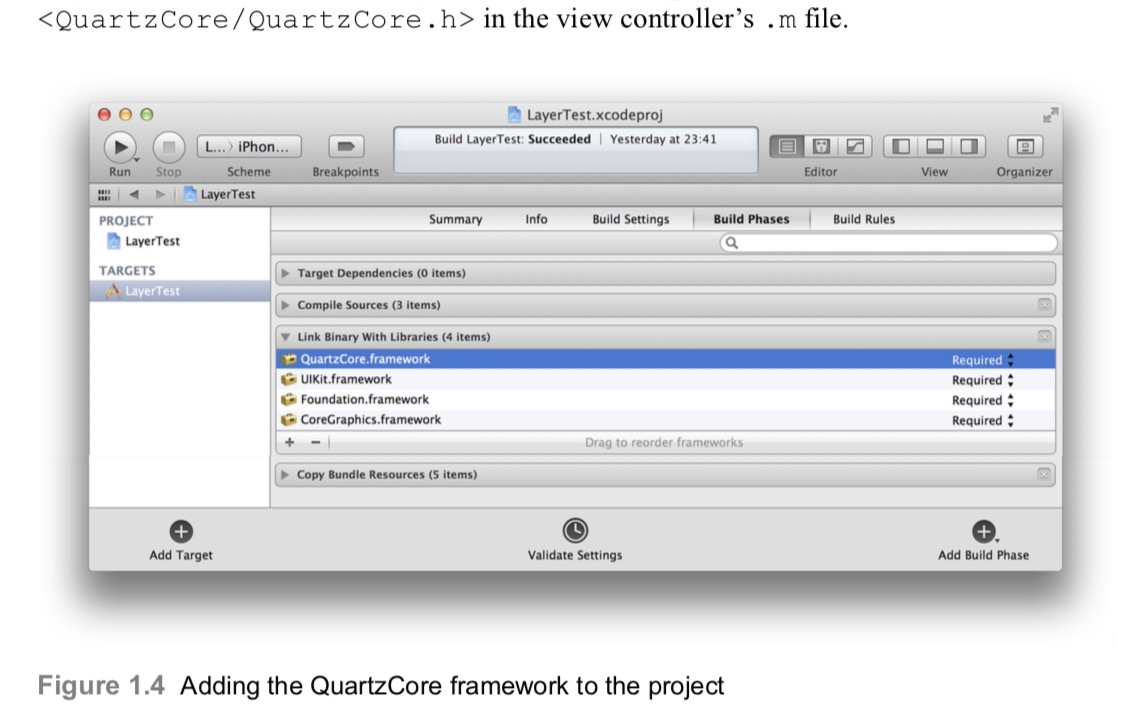 <QuartzCore/QuartzCore.h> in the view controller’s .m file.
LayerTest.xcodeproj
L... › iPhon...
Build LayerTest: Succeeded | Yesterday at 23:41
Run Stop Scheme Breakpoints Editor View Organizer
LayerTest
PROJECT
LayerTest
TARGETS
LayerTest
Summary Info Build Settings Build Phases Build Rules
Target Dependencies (0 items)
Compile Sources (3 items)
Link Binary With Libraries (4 items)
QuartzCore.framework Required
UIKit.framework Required
Foundation.framework Required
CoreGraphics.framework Required
+ − Drag to reorder frameworks
Copy Bundle Resources (5 items)
Add Target Validate Settings Add Build Phase
Figure 1.4 Adding the QuartzCore framework to the project